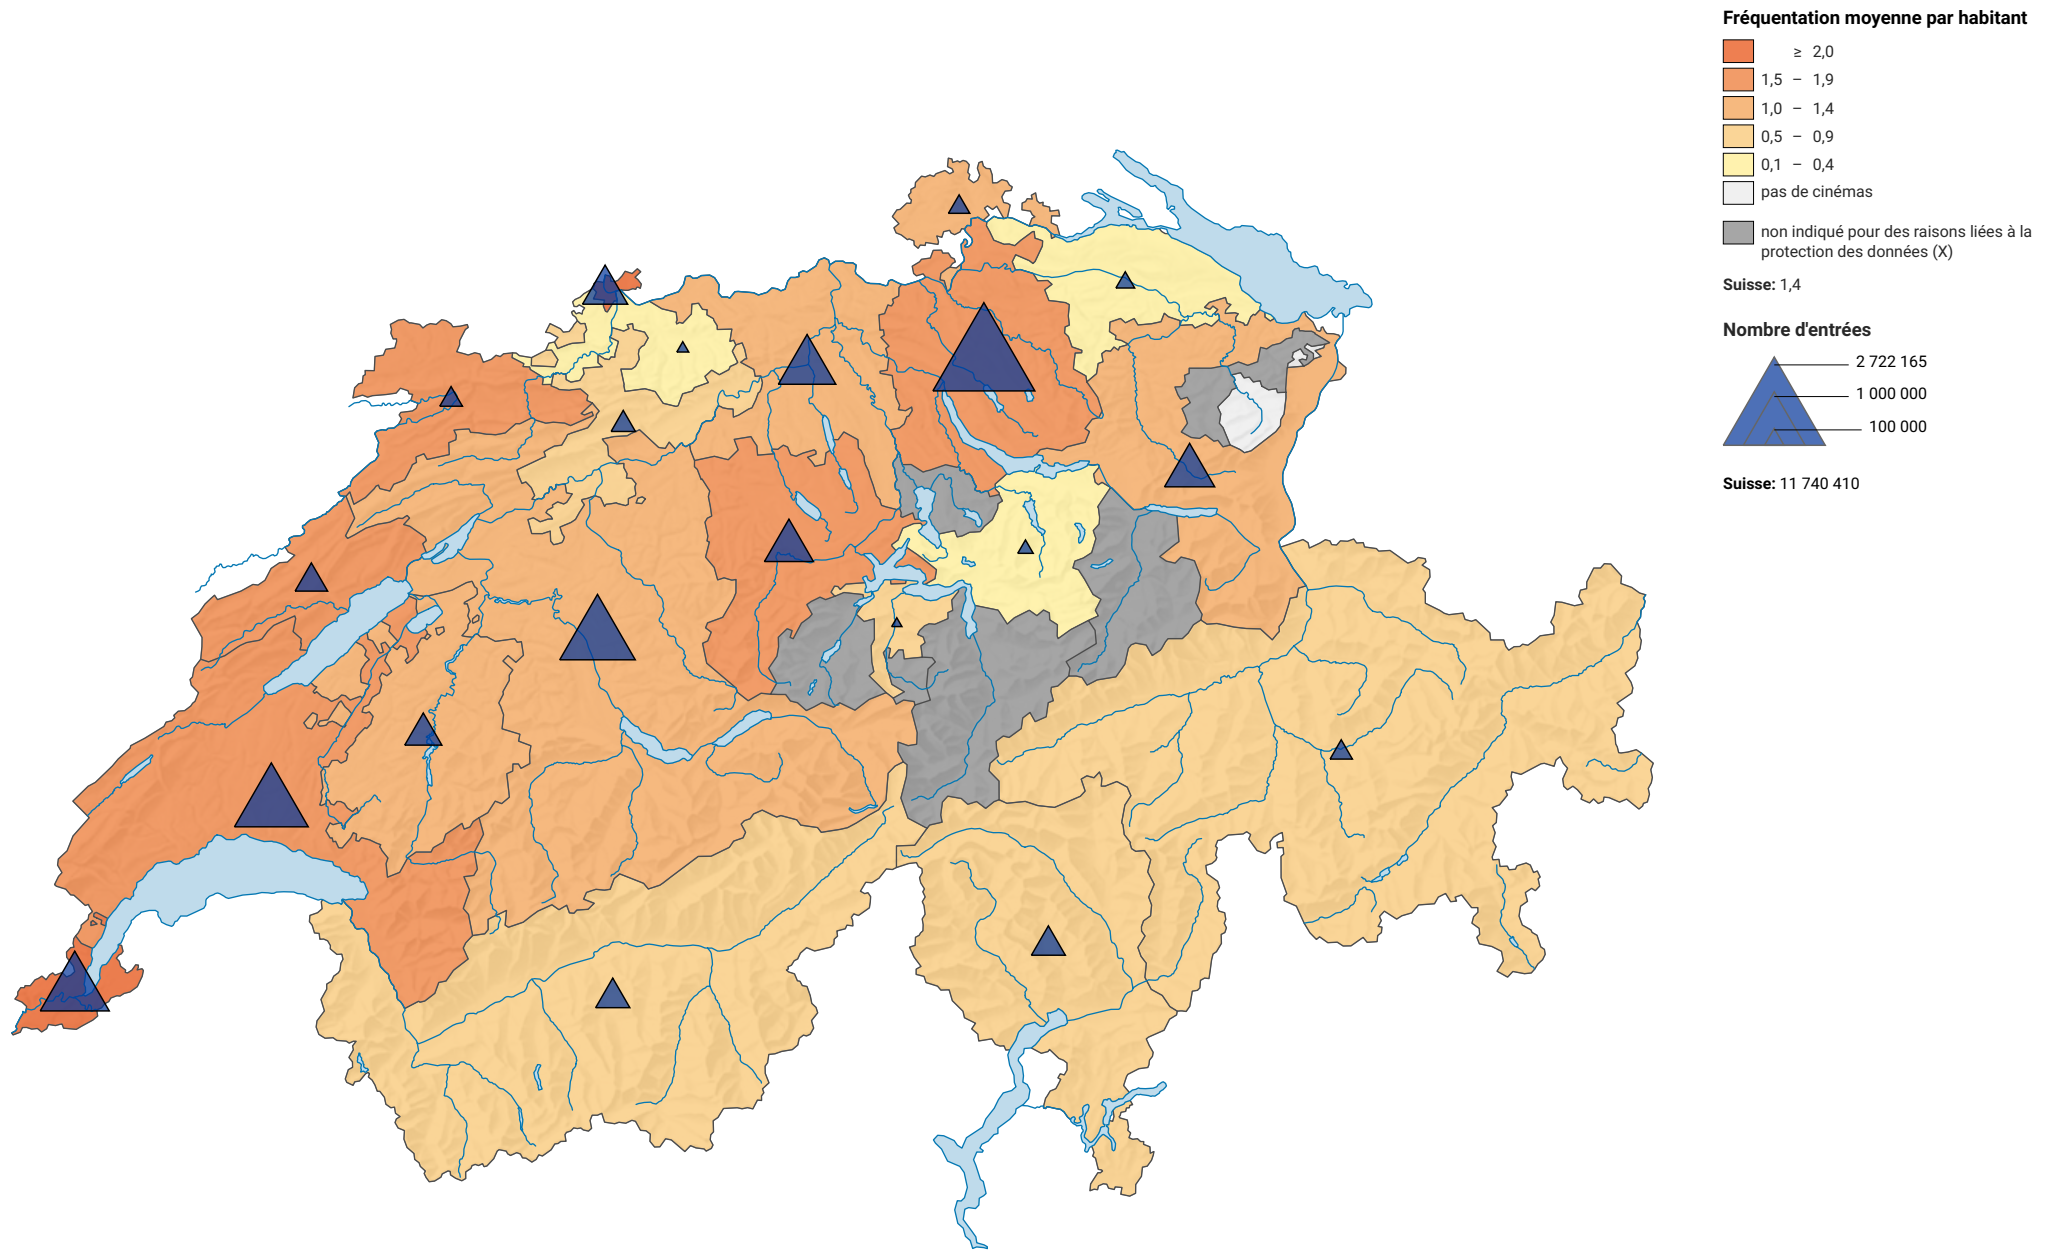 Fréquentation moyenne par habitant
≥ 2,0
1,5 – 1,9
1,0 – 1,4
0,5 – 0,9
0,1 – 0,4
pas de cinémas
non indiqué pour des raisons liées à la
protection des données (X)
Suisse: 1,4
Nombre d'entrées
2 722 165
1 000 000
100 000
Suisse: 11 740 410